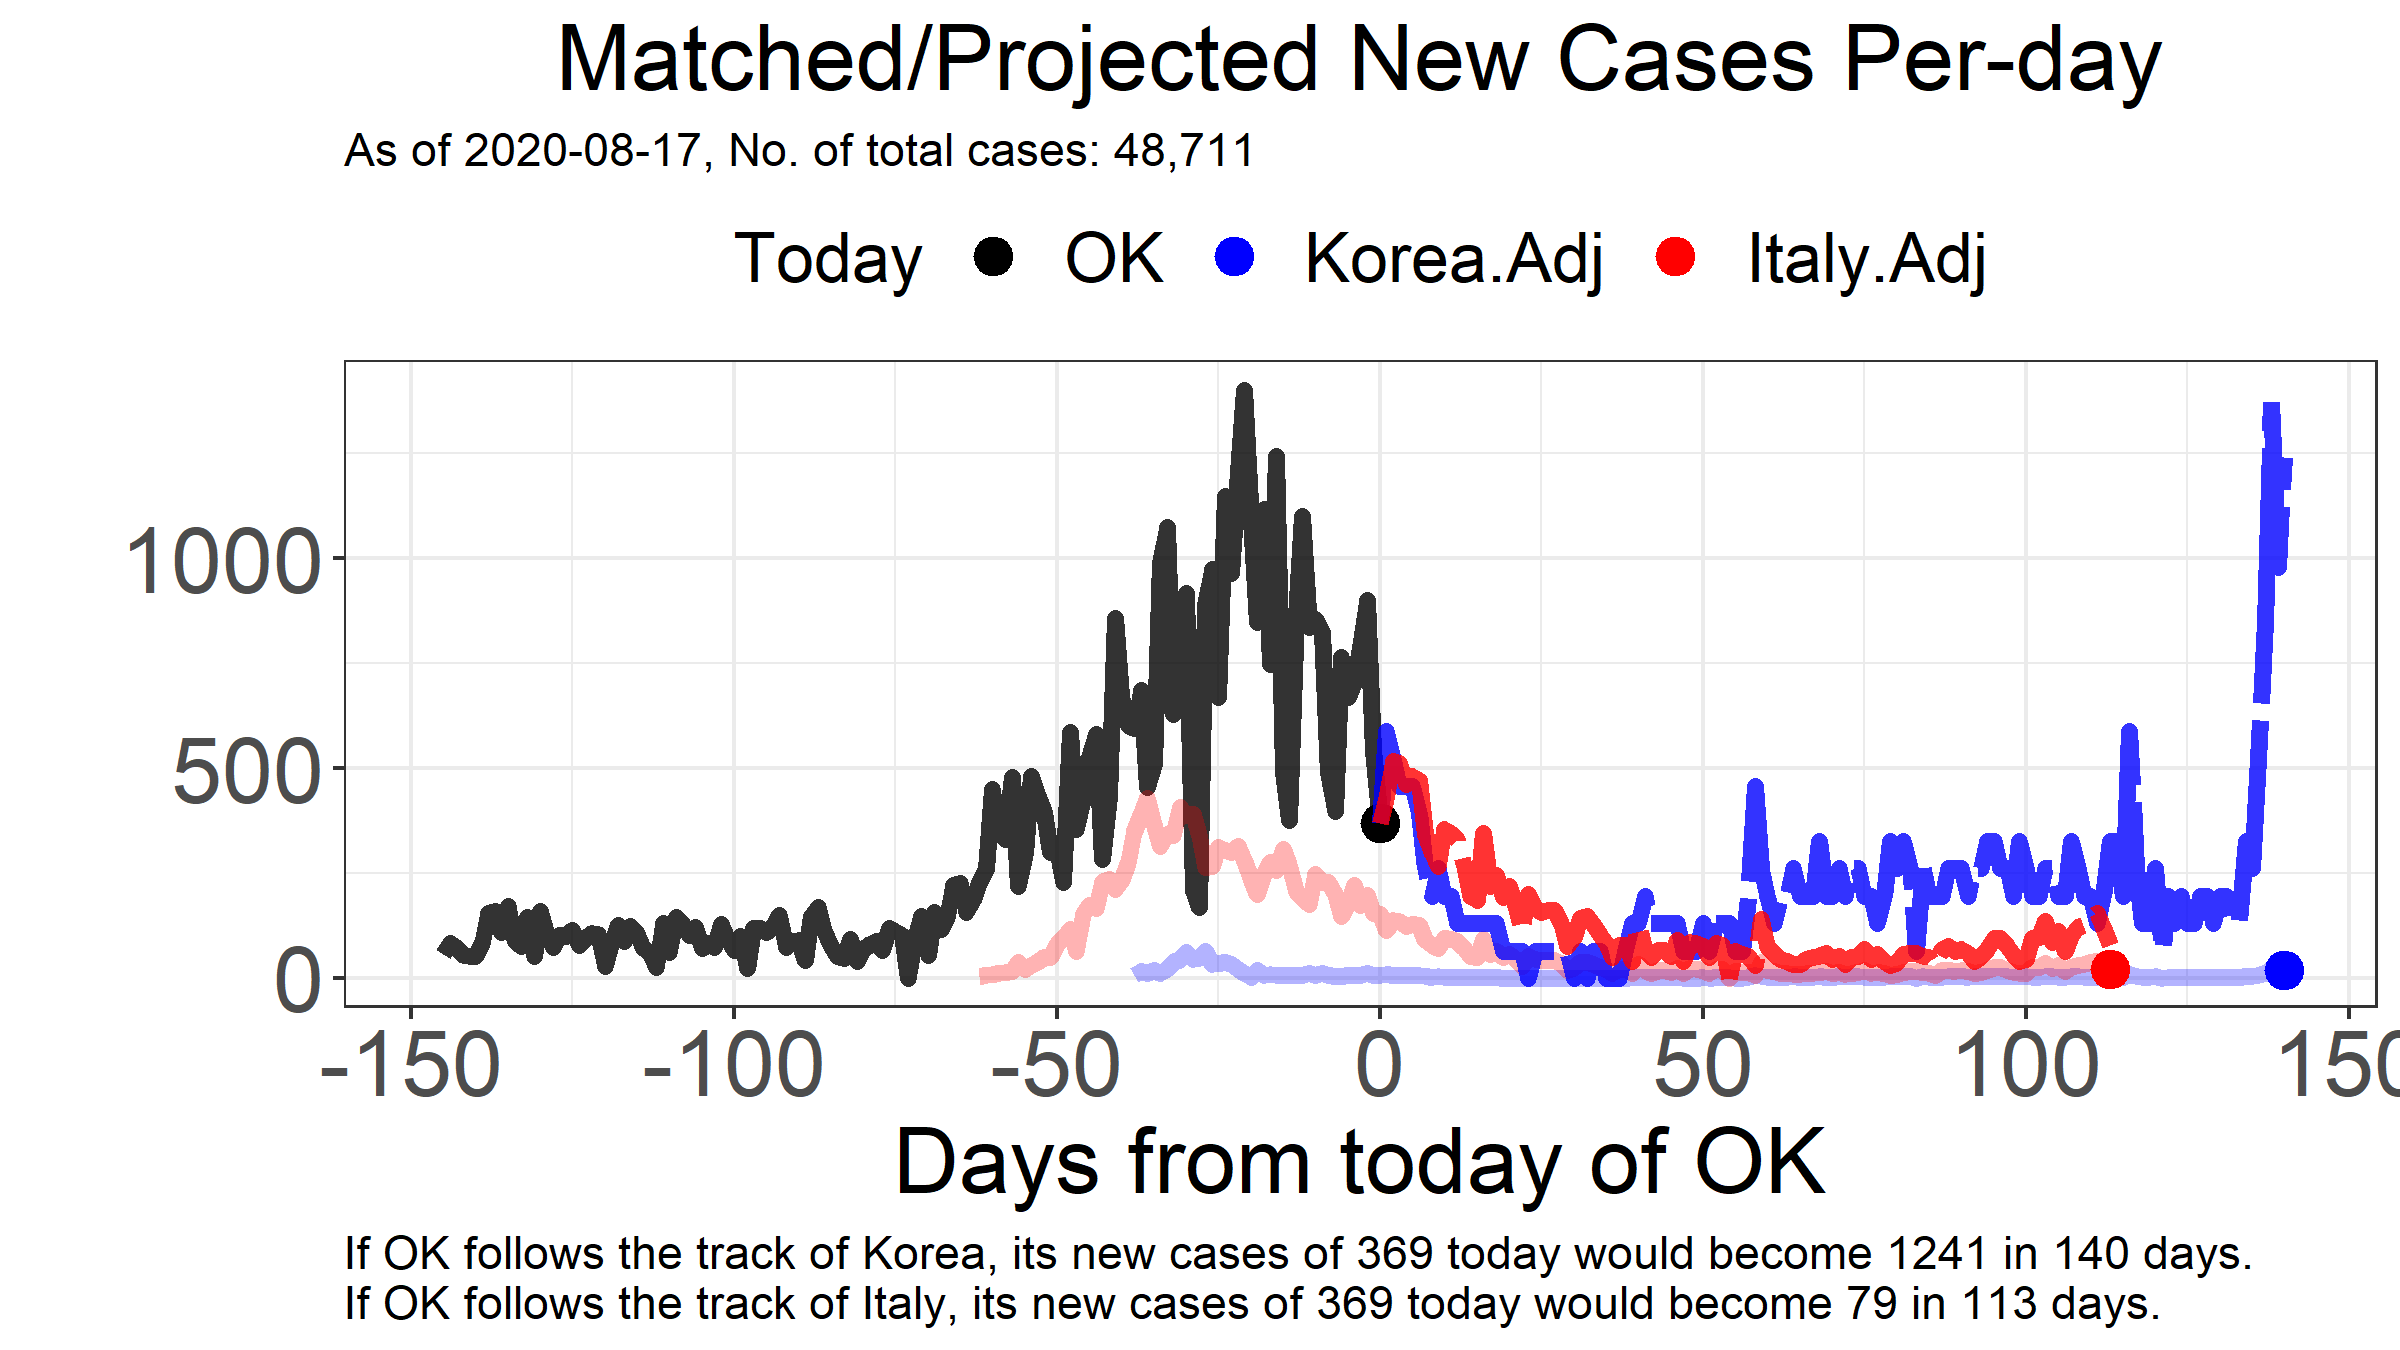 Matched/Projected New Cases Per-day
As of 2020-08-17, No. of total cases: 48,711
Today OK Korea.Adj Italy.Adj
1000
500
0
-150 -100 -50 0 50 100 150
Days from today of OK
If OK follows the track of Korea, its new cases of 369 today would become 1241 in 140 days.
If OK follows the track of Italy, its new cases of 369 today would become 79 in 113 days.